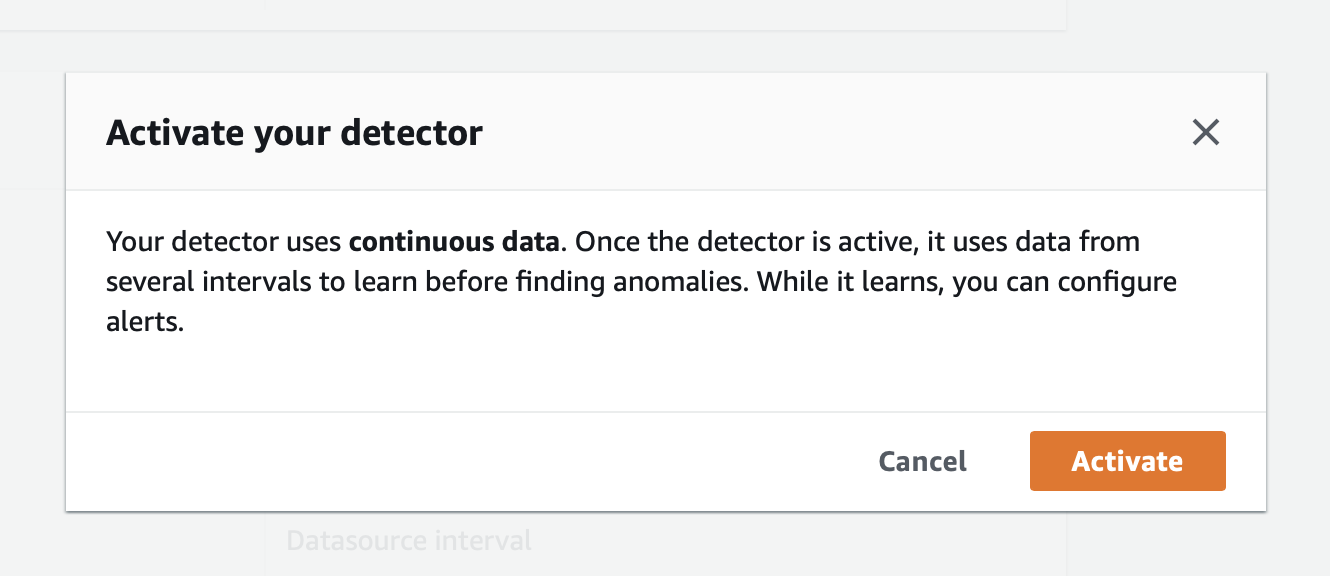 Activate your detector
Your detector uses continuous data. Once the detector is active, it uses data from
several intervals to learn before finding anomalies. While it learns, you can configure
alerts.
Cancel
Activate
Datasource interval